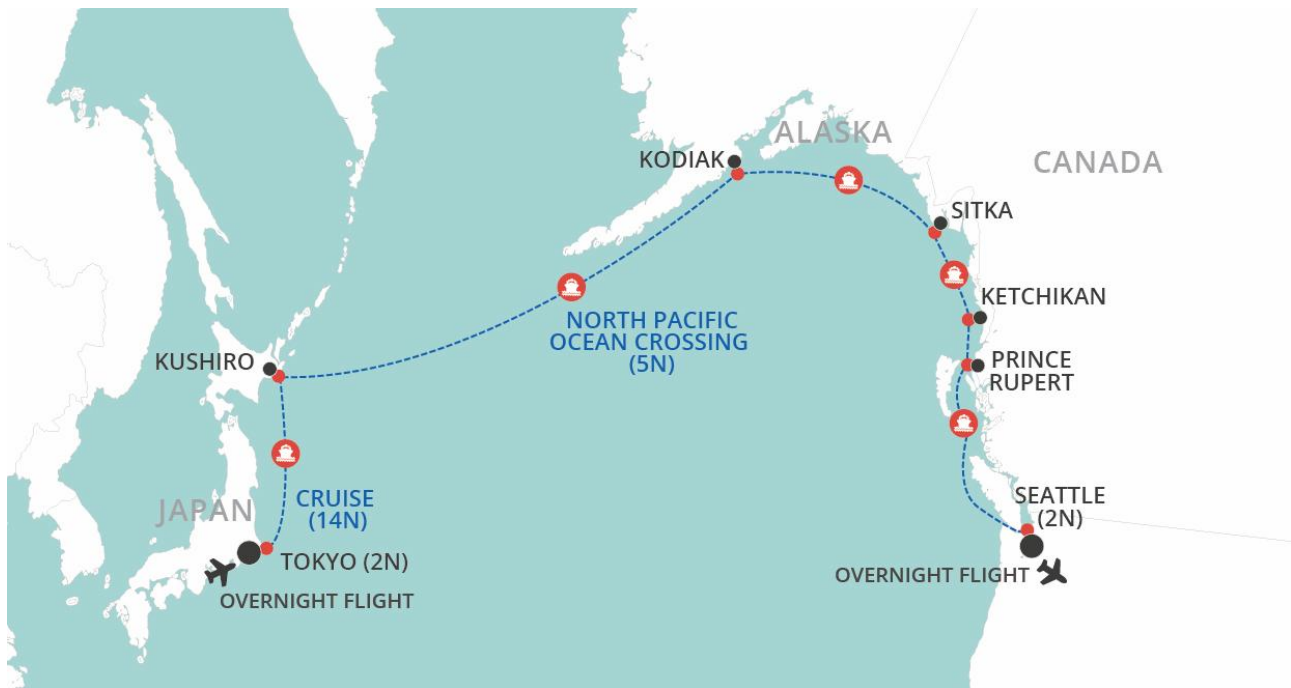 ALASKA
KODIAK
CANADA
SITKA
KETCHIKAN
NORTH PACIFIC
OCEAN CROSSING
(5N)
KUSHIRO
PRINCE
RUPERT
CRUISE
(14N)
JAPAN
SEATTLE
(2N)
TOKYO (2N)
OVERNIGHT FLIGHT
OVERNIGHT FLIGHT